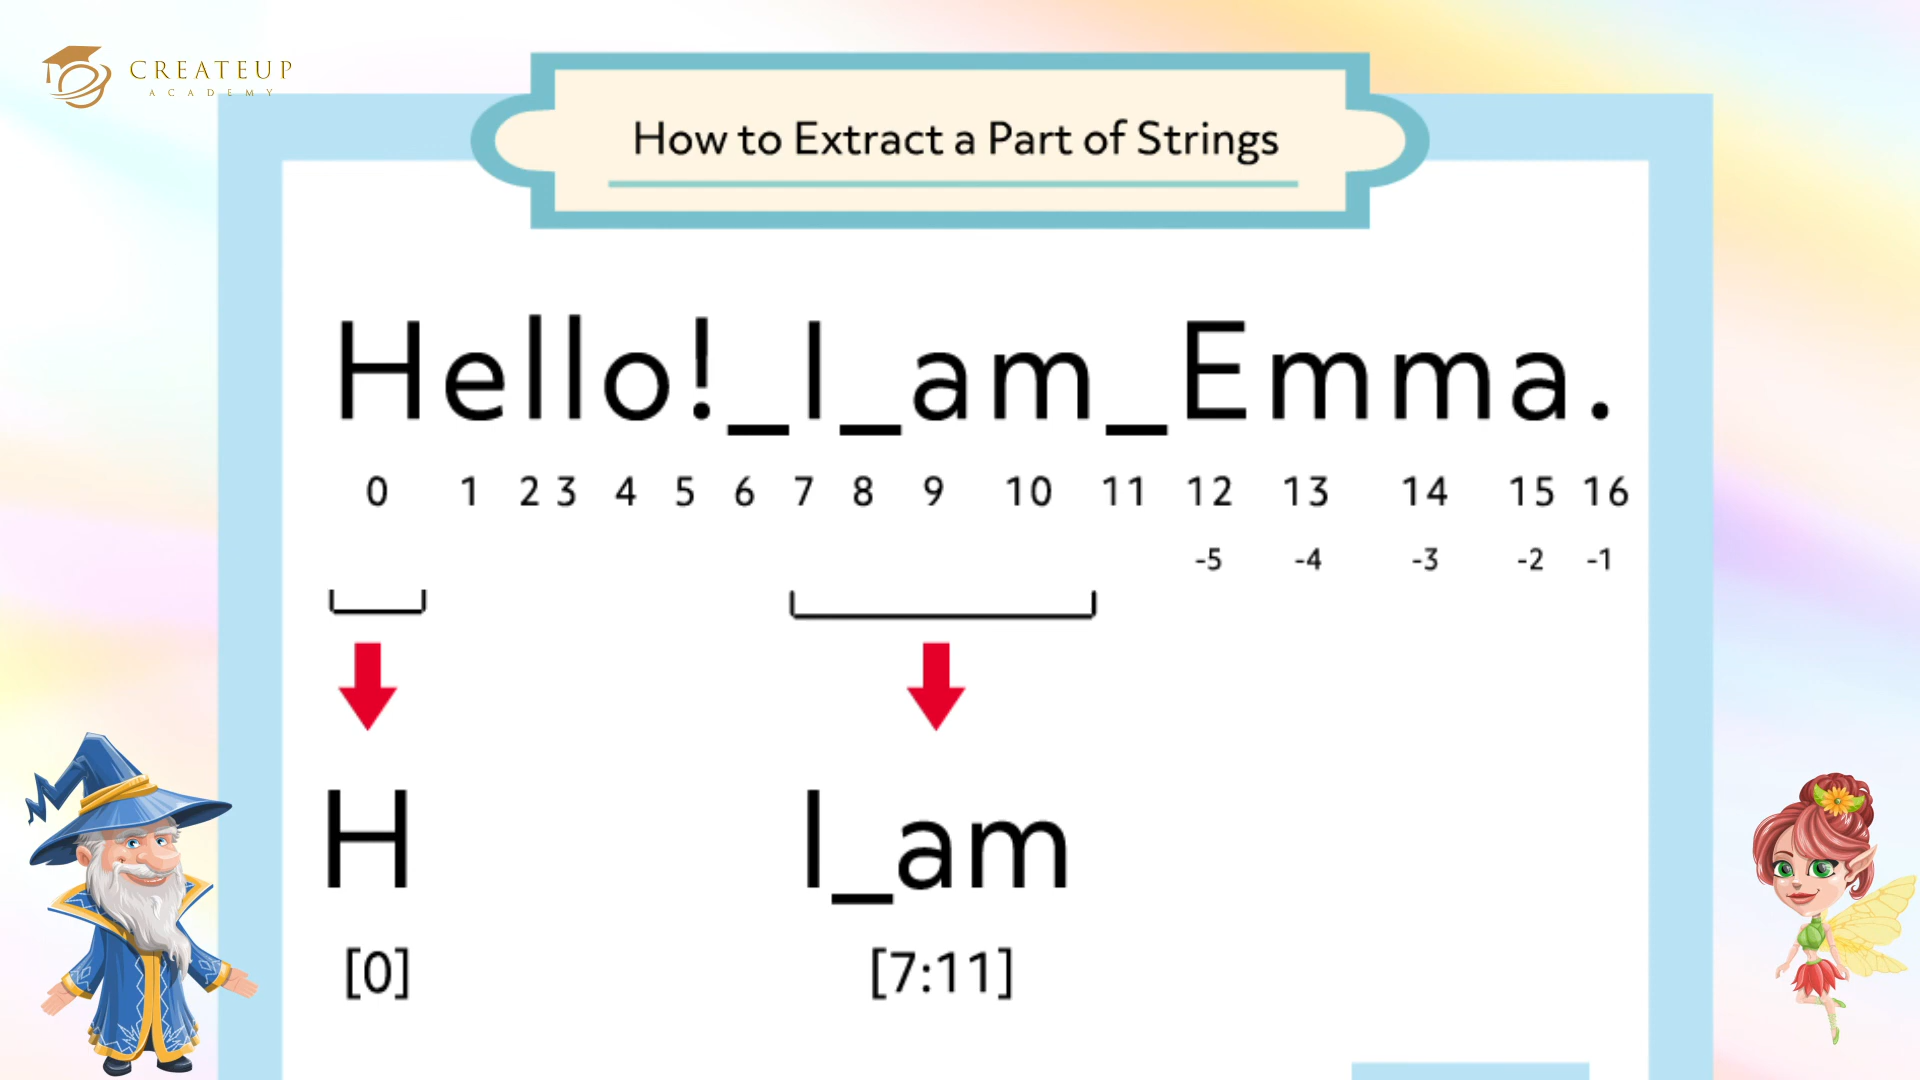 CREATEUP
ACADEMY
How to Extract a Part of Strings
Hello!_I_am_Emma.
0 1 2 3 4 5 6 7 8 9 10 11 12 13 14 15 16
-5 -4 -3 -2 -1
H I_am
[0] [7:11]